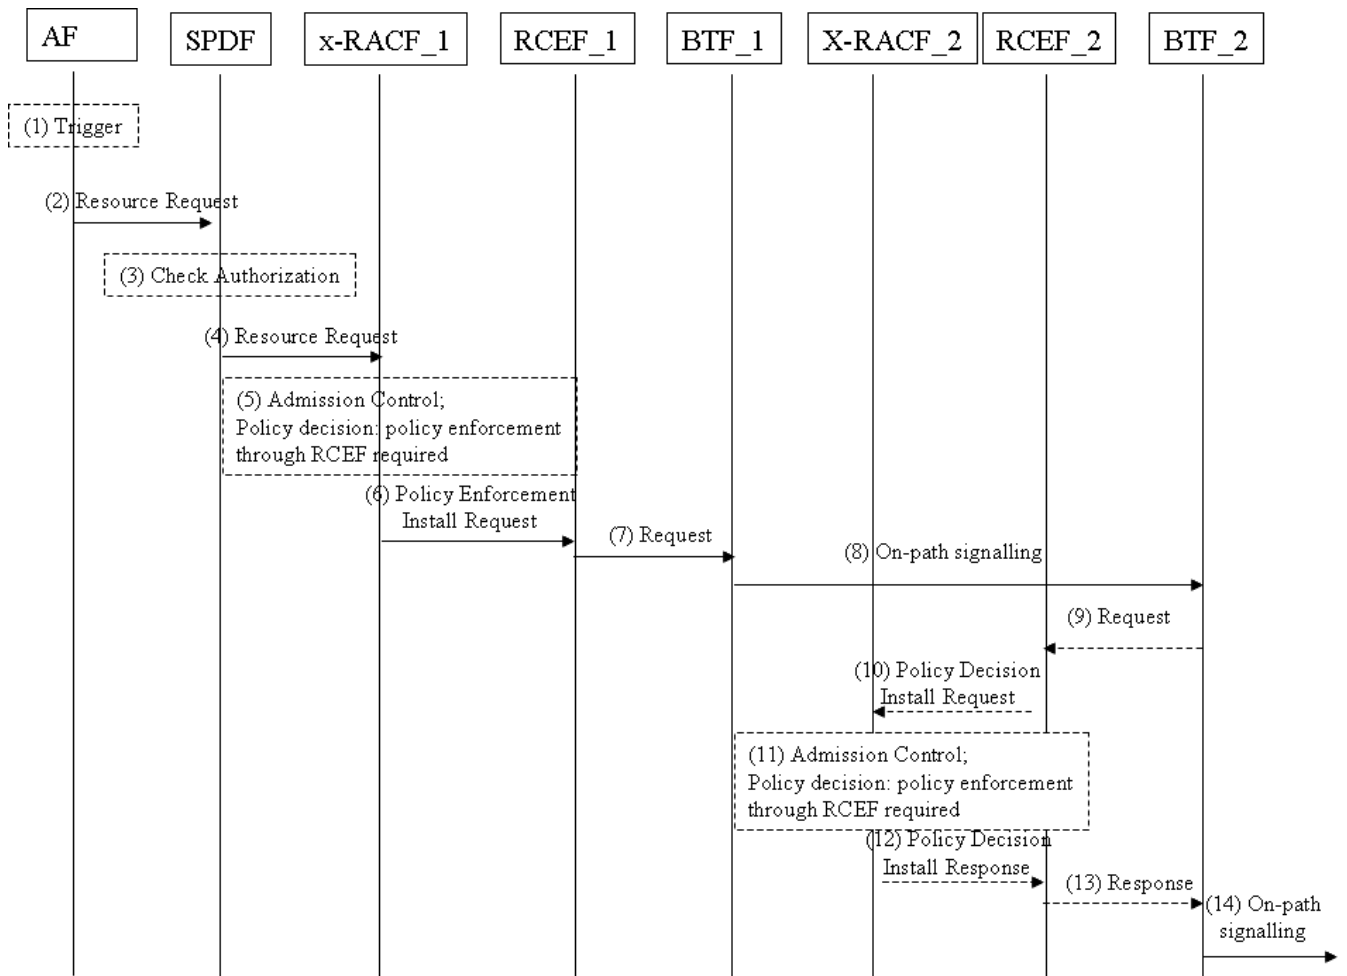 AF
SPDF
x-RACF_1
RCEF_1
BTF_1
X-RACF_2
RCEF_2
BTF_2
(1) Trigger
(2) Resource Request
(3) Check Authorization
(4) Resource Request
(5) Admission Control;
Policy decision: policy enforcement
through RCEF required
(6) Policy Enforcement
Install Request
(7) Request
(8) On-path signalling
(9) Request
(10) Policy Decision
Install Request
(11) Admission Control;
Policy decision: policy enforcement
through RCEF required
(12) Policy Decision
Install Response
(13) Response
(14) On-path
signalling